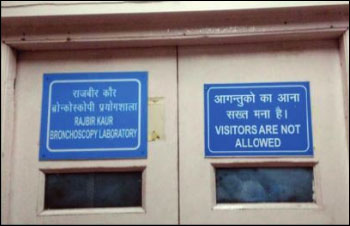 राजबीर कौर
ब्रोन्कोस्कोपी प्रयोगशाला
RAJBIR KAUR
BRONCHOSCOPY LABORATORY
आगन्तुको का आना
सख्त मना है।
VISITORS ARE NOT
ALLOWED